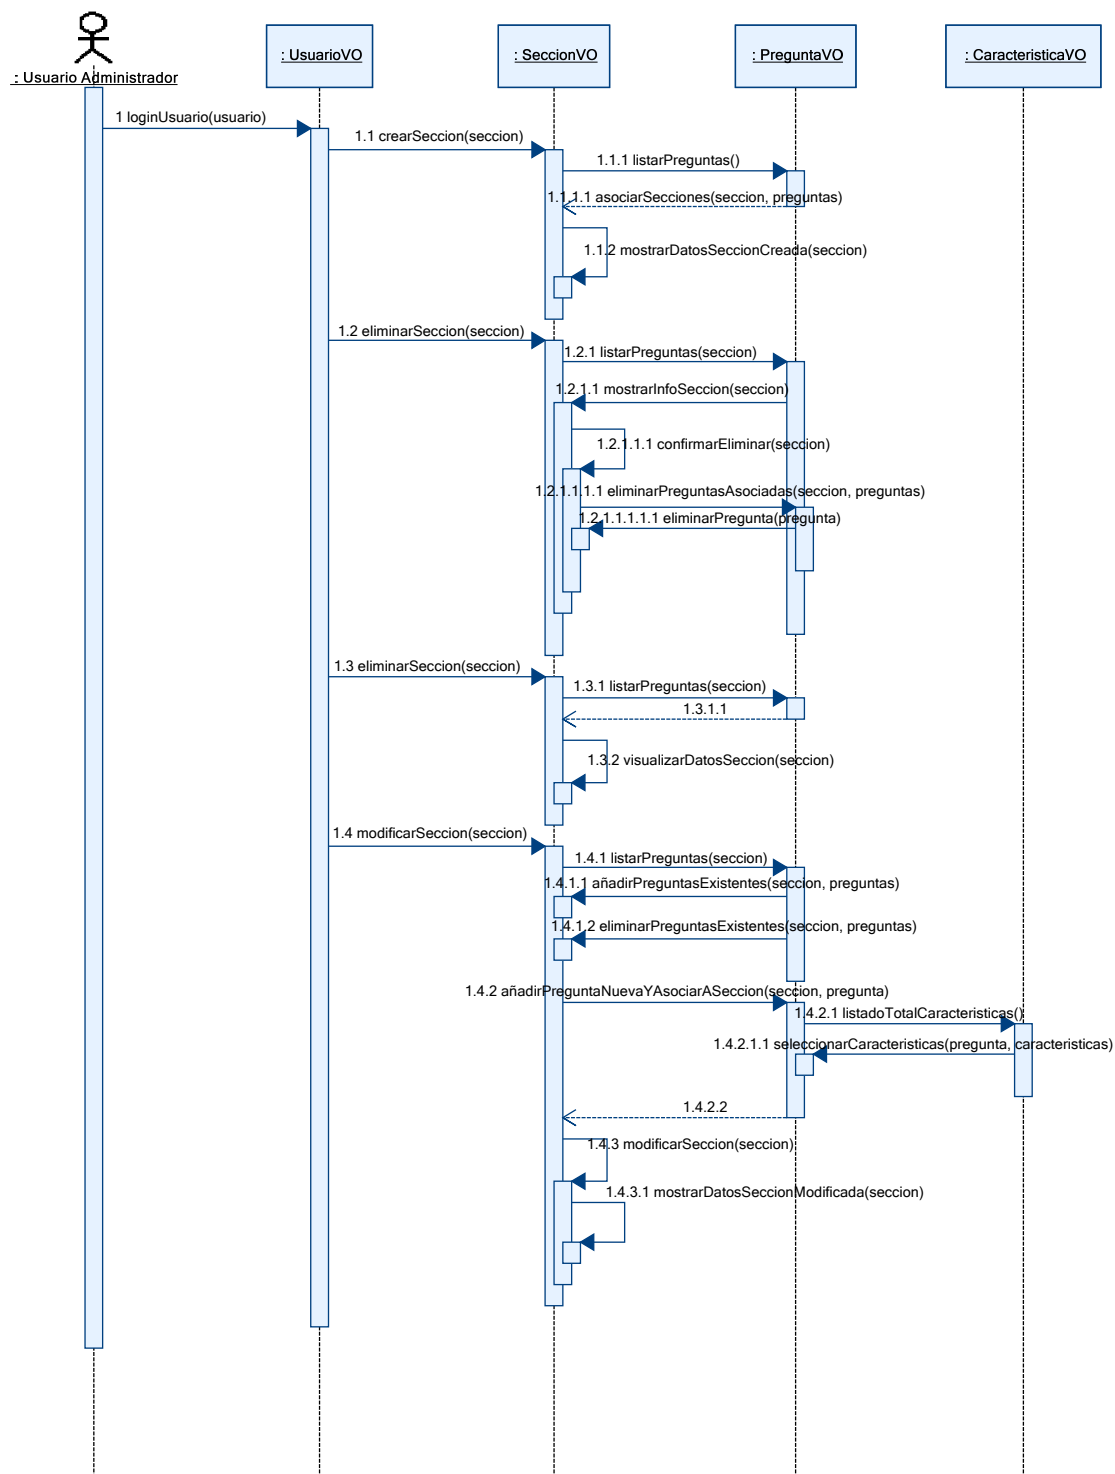 : Usuario Administrador
: UsuarioVO
: SeccionVO
: PreguntaVO
: CaracteristicaVO
1 loginUsuario(usuario)
1.1 crearSeccion(seccion)
1.1.1 listarPreguntas()
1.1.1.1 asociarSecciones(seccion, preguntas)
1.1.2 mostrarDatosSeccionCreada(seccion)
1.2 eliminarSeccion(seccion)
1.2.1 listarPreguntas(seccion)
1.2.1.1 mostrarInfoSeccion(seccion)
1.2.1.1.1 confirmarEliminar(seccion)
1.2.1.1.1.1 eliminarPreguntasAsociadas(seccion, preguntas)
1.2.1.1.1.1.1 eliminarPregunta(pregunta)
1.3 eliminarSeccion(seccion)
1.3.1 listarPreguntas(seccion)
1.3.1.1
1.3.2 visualizarDatosSeccion(seccion)
1.4 modificarSeccion(seccion)
1.4.1 listarPreguntas(seccion)
1.4.1.1 añadirPreguntasExistentes(seccion, preguntas)
1.4.1.2 eliminarPreguntasExistentes(seccion, preguntas)
1.4.2 añadirPreguntaNuevaYAsociarASeccion(seccion, pregunta)
1.4.2.1 listadoTotalCaracteristicas()
1.4.2.1.1 seleccionarCaracteristicas(pregunta, caracteristicas)
1.4.2.2
1.4.3 modificarSeccion(seccion)
1.4.3.1 mostrarDatosSeccionModificada(seccion)